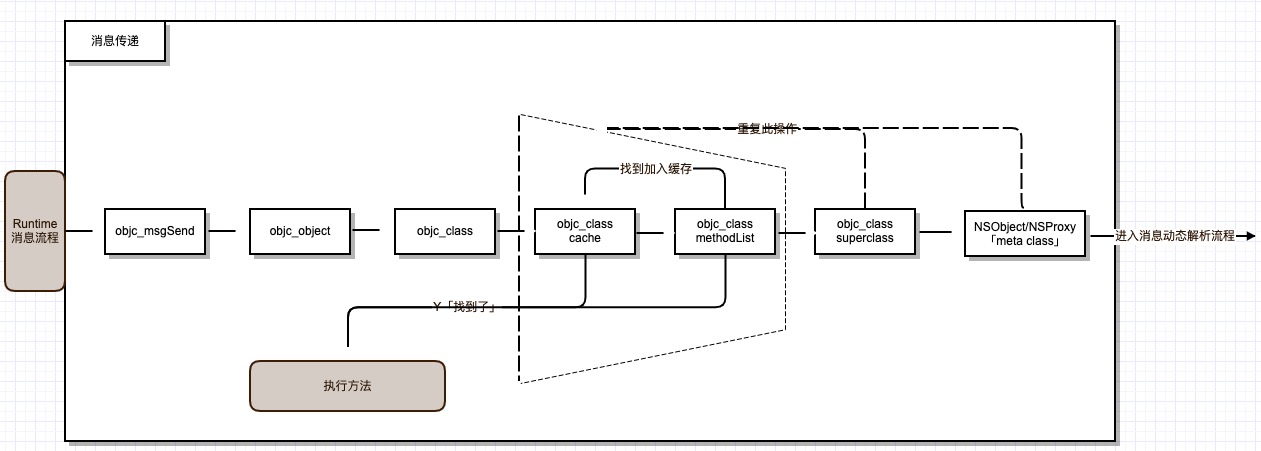 消息传递
重复此操作
找到加入缓存
Runtime
消息流程
objc_msgSend
objc_object
objc_class
objc_class
cache
objc_class
methodList
objc_class
superclass
NSObject/NSProxy
「meta class」
进入消息动态解析流程
Y「找到了」
执行方法